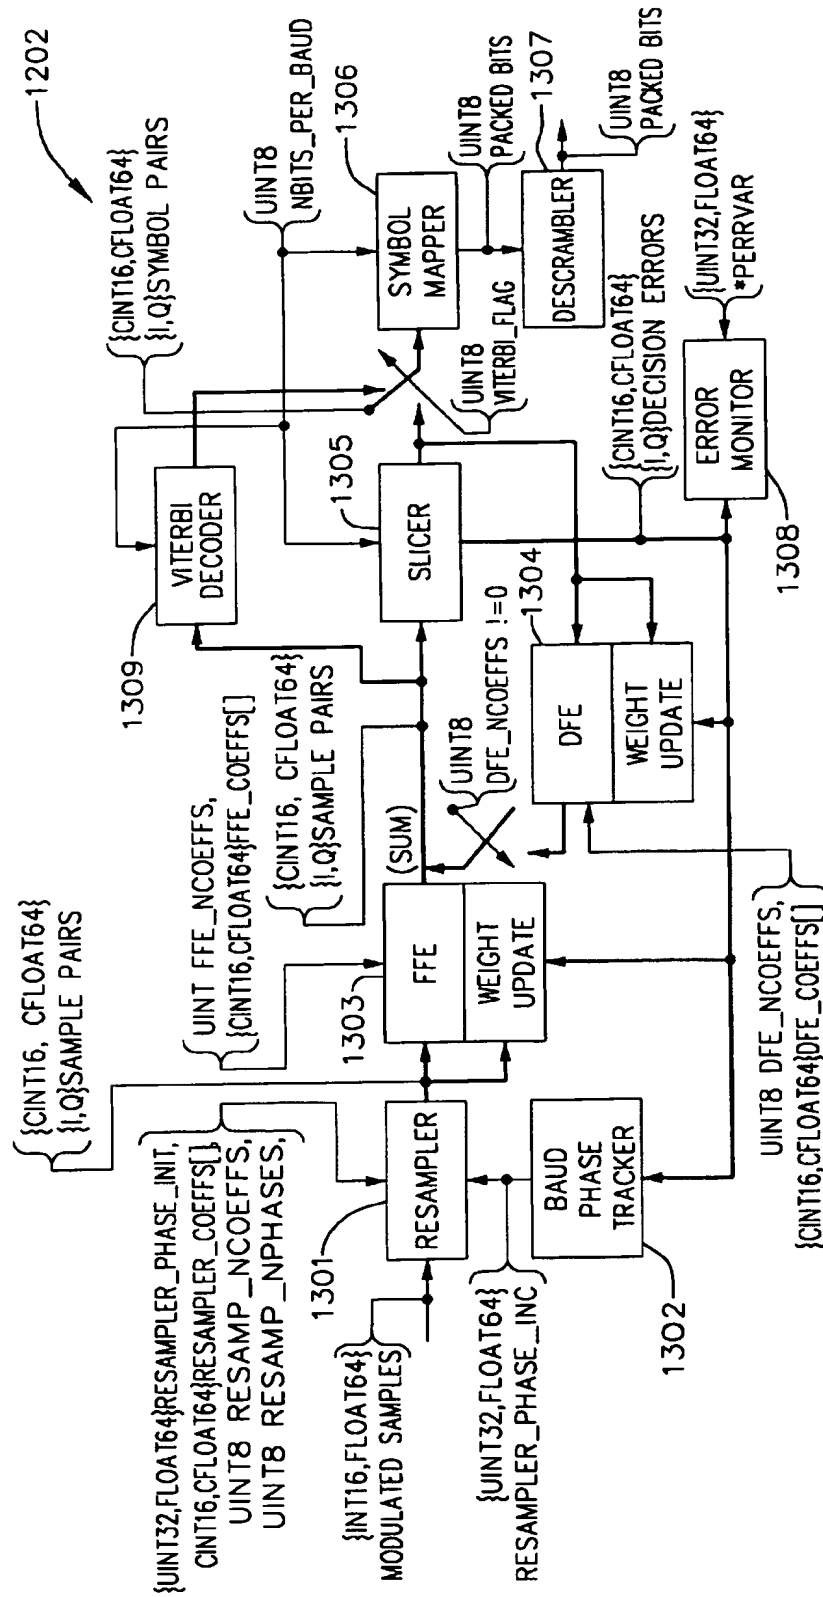 1202
{CINT16,CFLOAT64}
{I,Q}SYMBOL PAIRS
UINT8
NBITS_PER_BAUD
1306
SYMBOL
MAPPER
UINT8
PACKED BITS
1307
DESCRAMBLER
UINT8
PACKED BITS
UINT8
VITERBI_FLAG
VITERBI
DECODER
1309
1305
SLICER
{CINT16,CFLOAT64}
{I,Q}DECISION ERRORS
{UINT32,FLOAT64}
*PERRVAR
ERROR
MONITOR
1308
{CINT16, CFLOAT64}
{I,Q}SAMPLE PAIRS
UINT FFE_NCOEFFS,
{CINT16,CFLOAT64}FFE_COEFFS[]
{CINT16, CFLOAT64}
{I,Q}SAMPLE PAIRS
(SUM)
UINT8
DFE_NCOEFFS !=0
1304
DFE
WEIGHT
UPDATE
1303
FFE
WEIGHT
UPDATE
{UINT32,FLOAT64}RESAMPLER_PHASE_INIT,
CINT16,CFLOAT64}RESAMPLER_COEFFS[],
UINT8 RESAMP_NCOEFFS,
UINT8 RESAMP_NPHASES,
1301
RESAMPLER
{INT16,FLOAT64}
MODULATED SAMPLES
{UINT32,FLOAT64}
RESAMPLER_PHASE_INC
BAUD
PHASE
TRACKER
1302
UINT8 DFE_NCOEFFS,
{CINT16,CFLOAT64}DFE_COEFFS[]